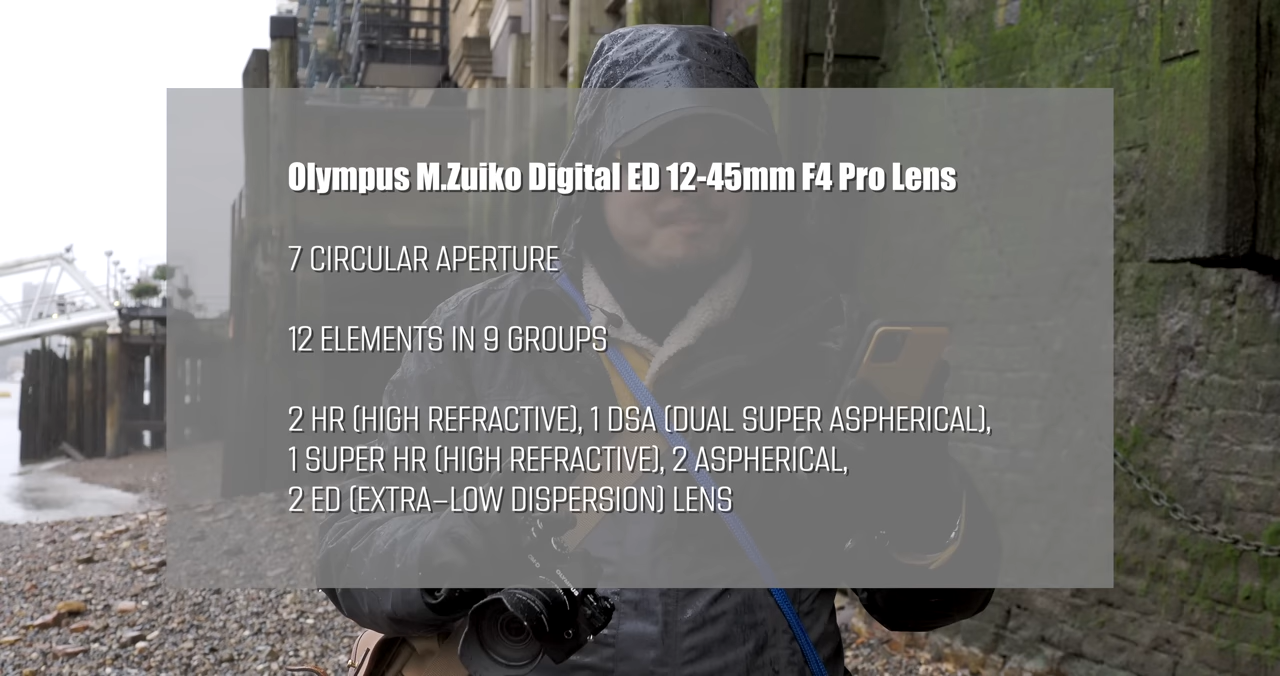 Olympus M.Zuiko Digital ED 12-45mm F4 Pro Lens
7 CIRCULAR APERTURE
12 ELEMENTS IN 9 GROUPS
2 HR (HIGH REFRACTIVE), 1 DSA (DUAL SUPER ASPHERICAL),
1 SUPER HR (HIGH REFRACTIVE), 2 ASPHERICAL,
2 ED (EXTRA-LOW DISPERSION) LENS
OLYMPUS